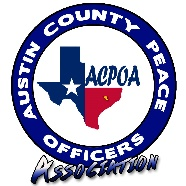 AUSTIN COUNTY PEACE
ACPOA
OFFICERS
ASSOCIATION